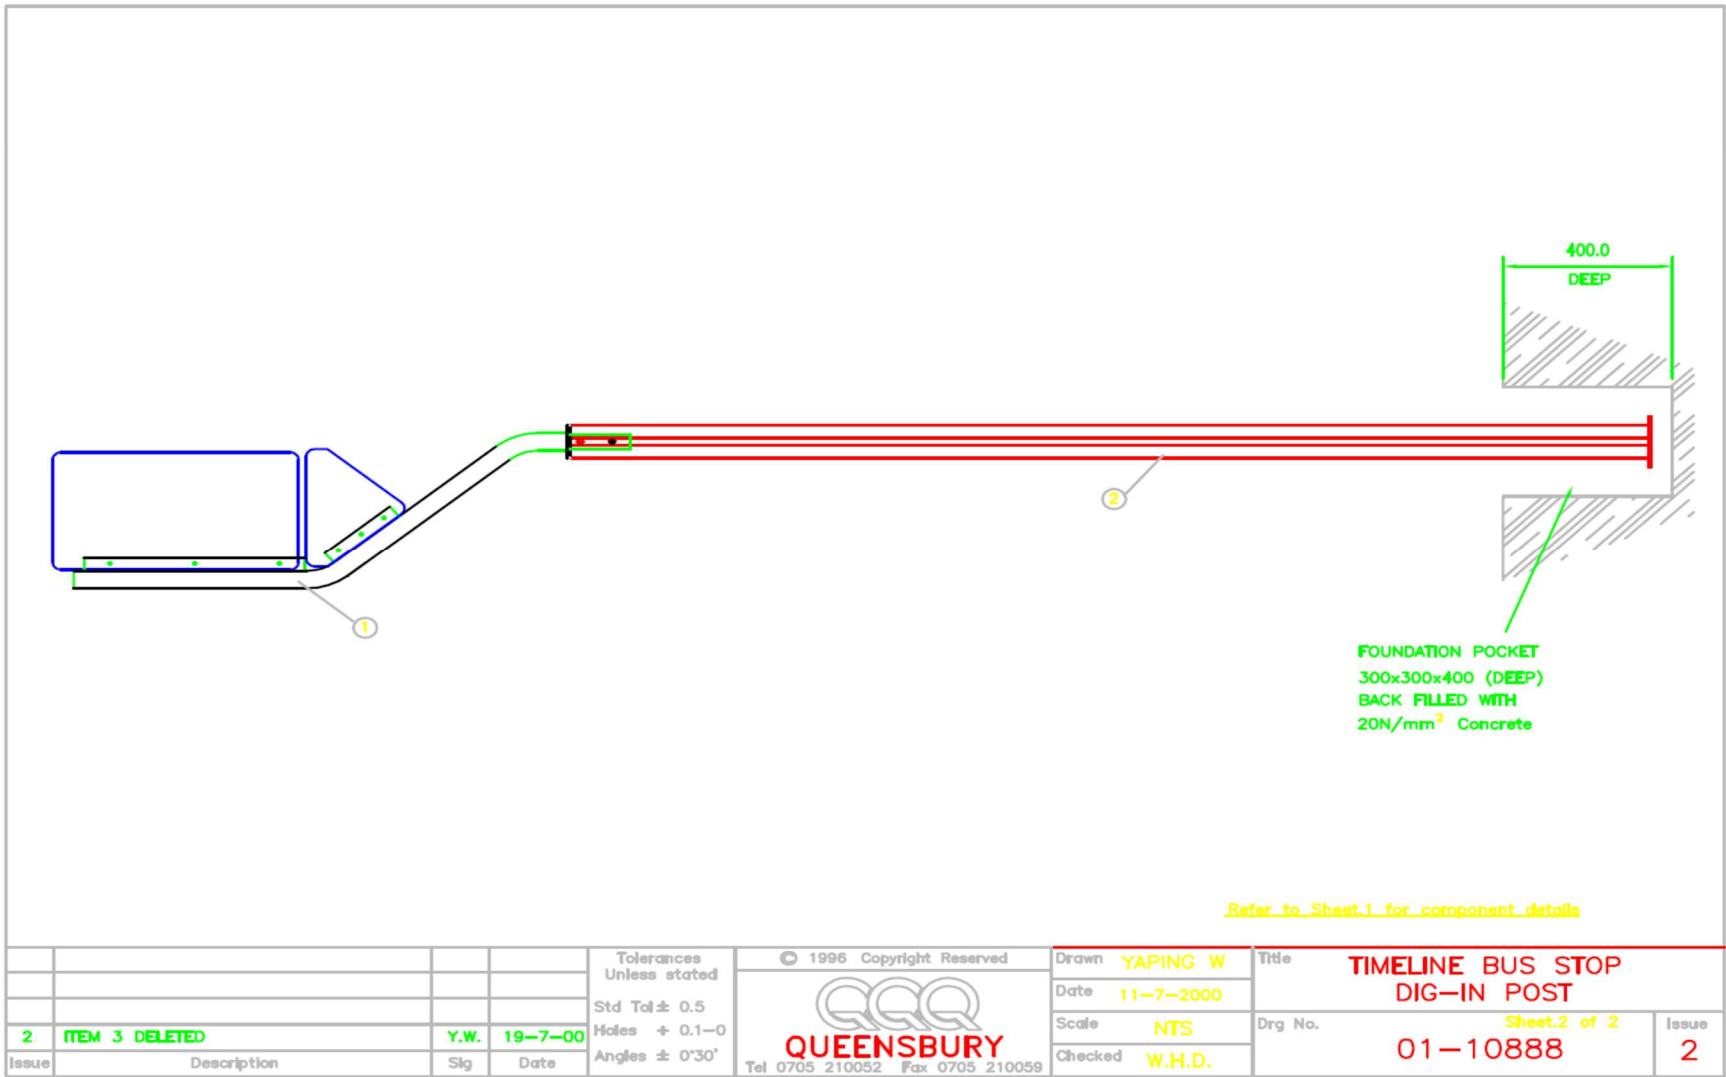 400.0
DEEP
2
1
FOUNDATION POCKET
300x300x400 (DEEP)
BACK FILLED WITH
20N/mm² Concrete
Refer to Sheet.1 for component details
2 ITEM 3 DELETED Y.W. 19-7-00
Issue Description Sig Date
Tolerances
Unless stated
Std Tol ± 0.5
Holes + 0.1-0
Angles ± 0°30'
© 1996 Copyright Reserved
QQQ
QUEENSBURY
Tel 0705 210052 Fax 0705 210059
Drawn YAPING W
Date 11-7-2000
Scale NTS
Checked W.H.D.
Title TIMELINE BUS STOP
DIG-IN POST
Drg No. Sheet.2 of 2
01-10888
Issue
2